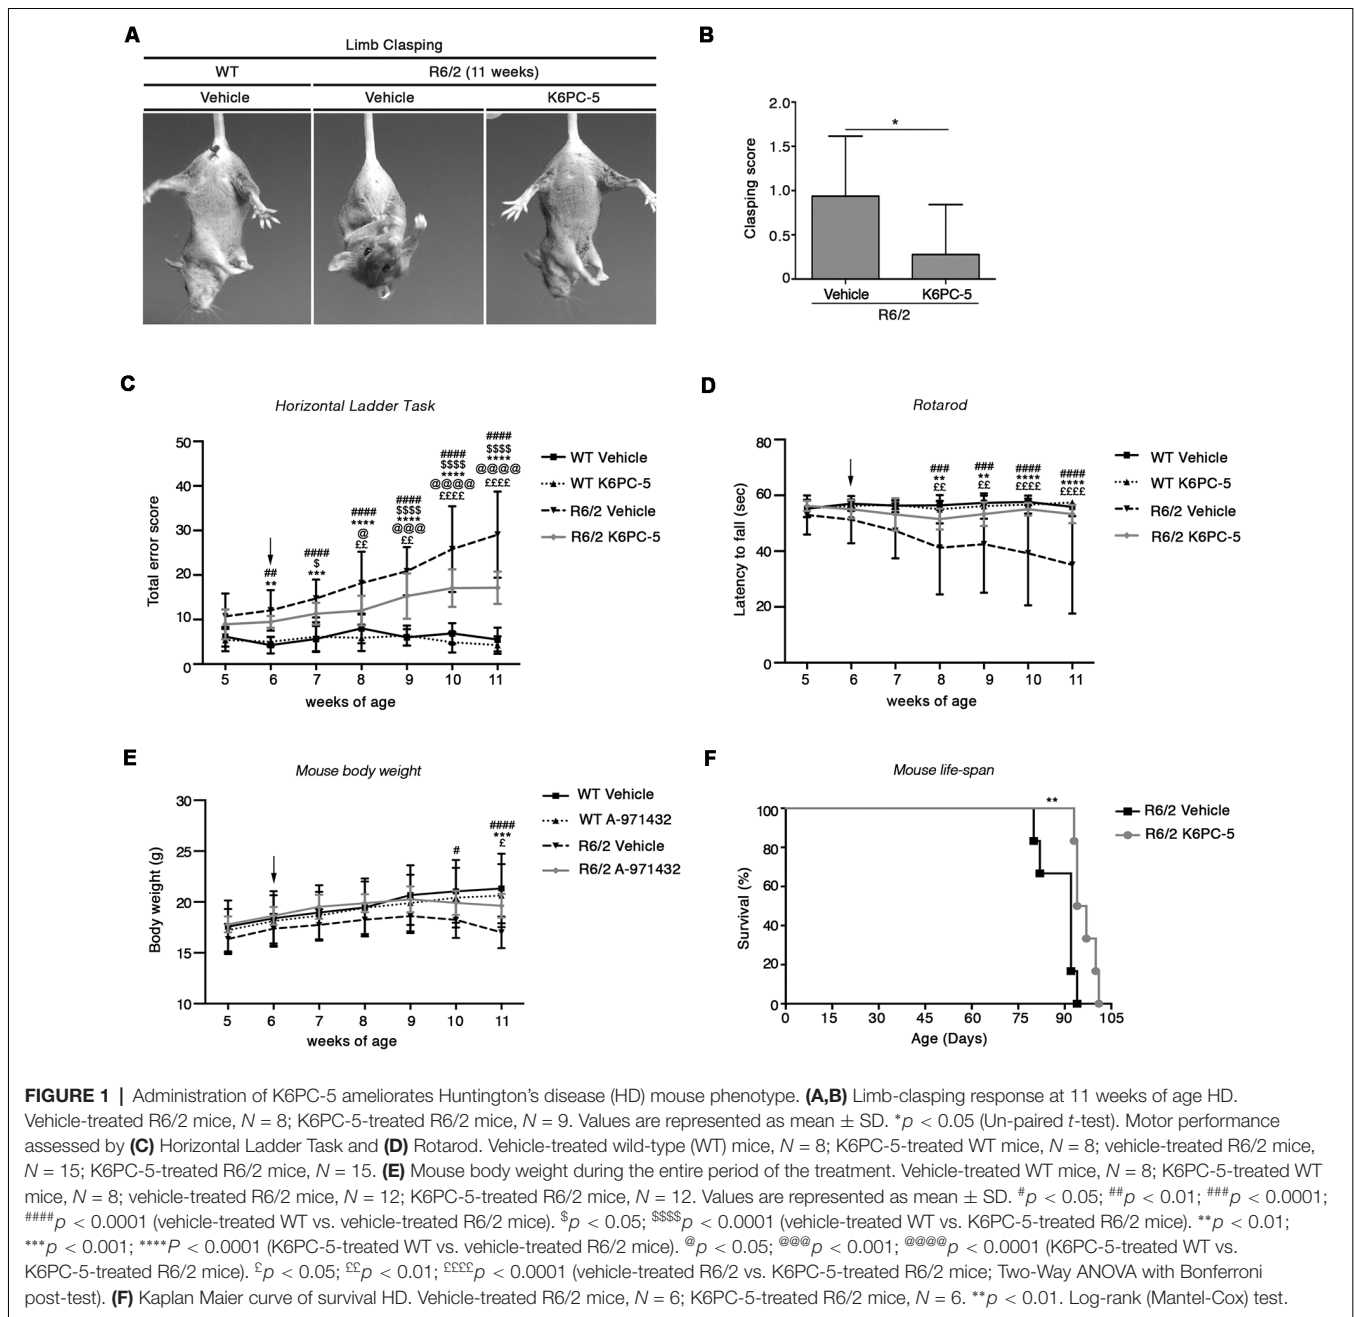 A
Limb Clasping
WT
R6/2 (11 weeks)
Vehicle
Vehicle
K6PC-5
B
2.0
1.5
1.0
0.5
0
Clasping score
*
Vehicle
K6PC-5
R6/2
C
Horizontal Ladder Task
50
40
30
20
10
0
Total error score
##
**
####
$
***
####
****
@
££
####
$$$$
****
@@@
££
####
$$$$
****
@@@@
££££
####
$$$$
****
@@@@
££££
5 6 7 8 9 10 11
weeks of age
WT Vehicle
WT K6PC-5
R6/2 Vehicle
R6/2 K6PC-5
D
Rotarod
80
60
40
20
0
Latency to fall (sec)
###
**
££
###
**
££
####
****
££££
####
****
££££
5 6 7 8 9 10 11
weeks of age
WT Vehicle
WT K6PC-5
R6/2 Vehicle
R6/2 K6PC-5
E
Mouse body weight
30
25
20
15
10
Body weight (g)
#
####
***
£
5 6 7 8 9 10 11
weeks of age
WT Vehicle
WT A-971432
R6/2 Vehicle
R6/2 A-971432
F
Mouse life-span
100
80
60
40
20
0
Survival (%)
**
0 15 30 45 60 75 90 105
Age (Days)
R6/2 Vehicle
R6/2 K6PC-5
FIGURE 1 | Administration of K6PC-5 ameliorates Huntington's disease (HD) mouse phenotype. (A,B) Limb-clasping response at 11 weeks of age HD.
Vehicle-treated R6/2 mice, N = 8; K6PC-5-treated R6/2 mice, N = 9. Values are represented as mean ± SD. *p < 0.05 (Un-paired t-test). Motor performance
assessed by (C) Horizontal Ladder Task and (D) Rotarod. Vehicle-treated wild-type (WT) mice, N = 8; K6PC-5-treated WT mice, N = 8; vehicle-treated R6/2 mice,
N = 15; K6PC-5-treated R6/2 mice, N = 15. (E) Mouse body weight during the entire period of the treatment. Vehicle-treated WT mice, N = 8; K6PC-5-treated WT
mice, N = 8; vehicle-treated R6/2 mice, N = 12; K6PC-5-treated R6/2 mice, N = 12. Values are represented as mean ± SD. #p < 0.05; ##p < 0.01; ###p < 0.0001;
####p < 0.0001 (vehicle-treated WT vs. vehicle-treated R6/2 mice). $p < 0.05; $$$$p < 0.0001 (vehicle-treated WT vs. K6PC-5-treated R6/2 mice). **p < 0.01;
***p < 0.001; ****P < 0.0001 (K6PC-5-treated WT vs. vehicle-treated R6/2 mice). @p < 0.05; @@@p < 0.001; @@@@p < 0.0001 (K6PC-5-treated WT vs.
K6PC-5-treated R6/2 mice). £p < 0.05; ££p < 0.01; ££££p < 0.0001 (vehicle-treated R6/2 vs. K6PC-5-treated R6/2 mice; Two-Way ANOVA with Bonferroni
post-test). (F) Kaplan Maier curve of survival HD. Vehicle-treated R6/2 mice, N = 6; K6PC-5-treated R6/2 mice, N = 6. **p < 0.01. Log-rank (Mantel-Cox) test.